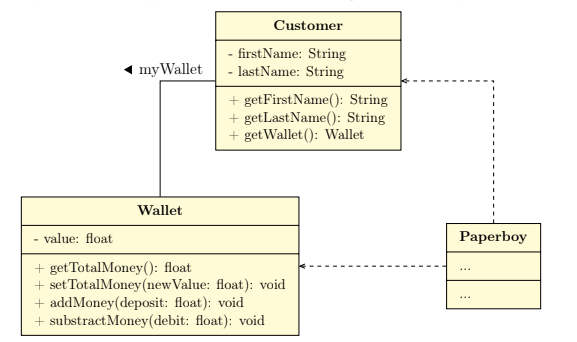 Customer
- firstName: String
- lastName: String
+ getFirstName(): String
+ getLastName(): String
+ getWallet(): Wallet
◄ myWallet
Wallet
- value: float
+ getTotalMoney(): float
+ setTotalMoney(newValue: float): void
+ addMoney(deposit: float): void
+ substractMoney(debit: float): void
Paperboy
...
...